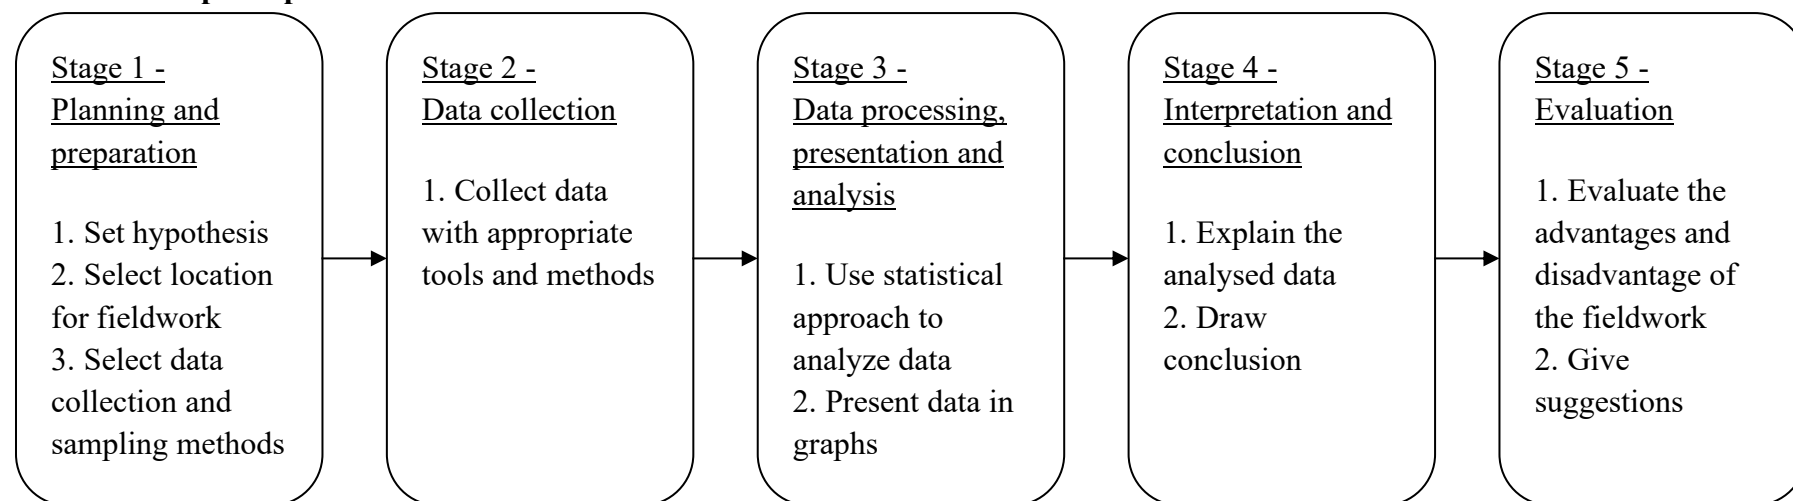 Stage 1 -
Planning and
preparation
1. Set hypothesis
2. Select location
for fieldwork
3. Select data
collection and
sampling methods
Stage 2 -
Data collection
1. Collect data
with appropriate
tools and methods
Stage 3 -
Data processing,
presentation and
analysis
1. Use statistical
approach to
analyze data
2. Present data in
graphs
Stage 4 -
Interpretation and
conclusion
1. Explain the
analysed data
2. Draw
conclusion
Stage 5 -
Evaluation
1. Evaluate the
advantages and
disadvantage of
the fieldwork
2. Give
suggestions